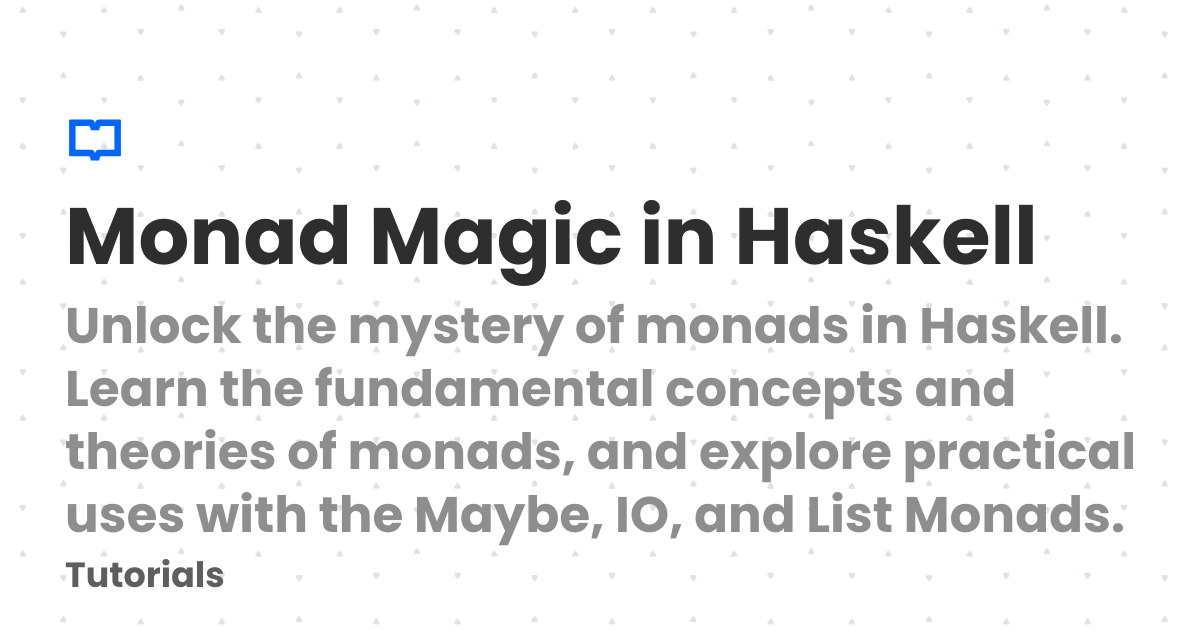 Monad Magic in Haskell
Unlock the mystery of monads in Haskell.
Learn the fundamental concepts and
theories of monads, and explore practical
uses with the Maybe, IO, and List Monads.
Tutorials